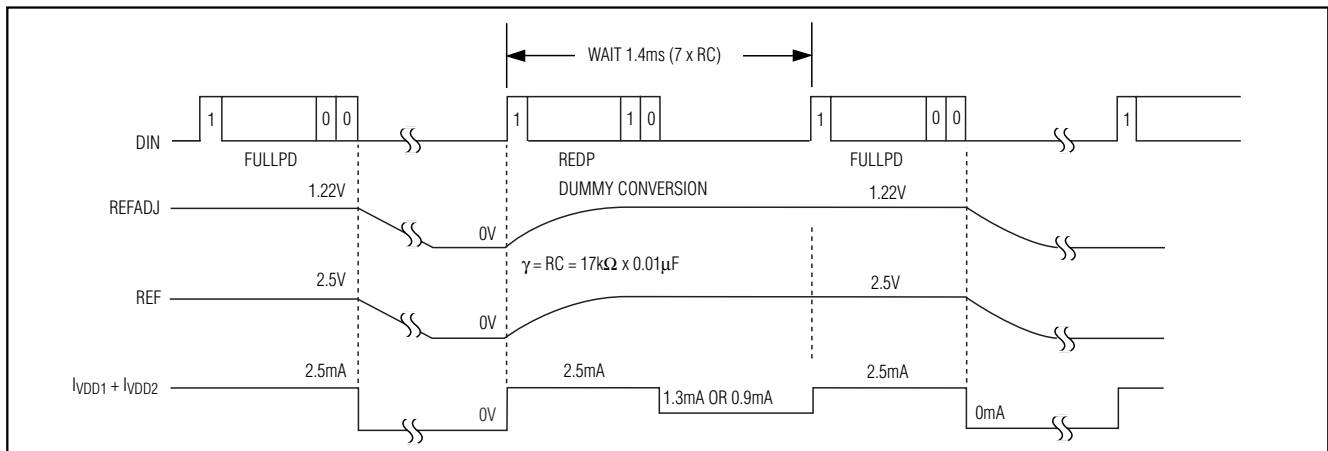 WAIT 1.4ms (7 x RC)
DIN 1 0 0 1 1 0 1 0 0 1
FULLPD REDP FULLPD
1.22V DUMMY CONVERSION 1.22V
REFADJ
0V
γ = RC = 17kΩ x 0.01µF
2.5V 2.5V
REF
0V
2.5mA 2.5mA 2.5mA
IVDD1 + IVDD2
1.3mA OR 0.9mA
0V 0mA